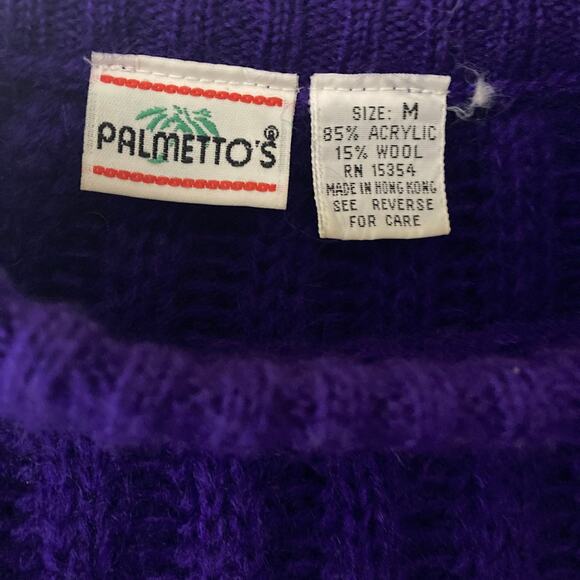 PALMETTO'S®
SIZE: M
85% ACRYLIC
15% WOOL
RN 15354
MADE IN HONG KONG
SEE REVERSE
FOR CARE